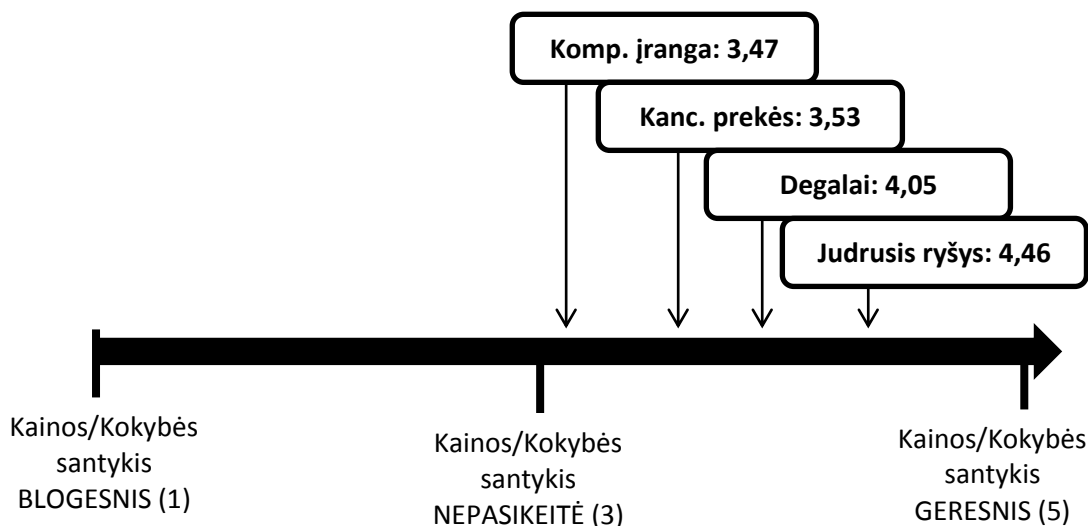 Komp. įranga: 3,47
Kanc. prekės: 3,53
Degalai: 4,05
Judrusis ryšys: 4,46
Kainos/Kokybės
santykis
BLOGESNIS (1)
Kainos/Kokybės
santykis
NEPASIKEITĖ (3)
Kainos/Kokybės
santykis
GERESNIS (5)